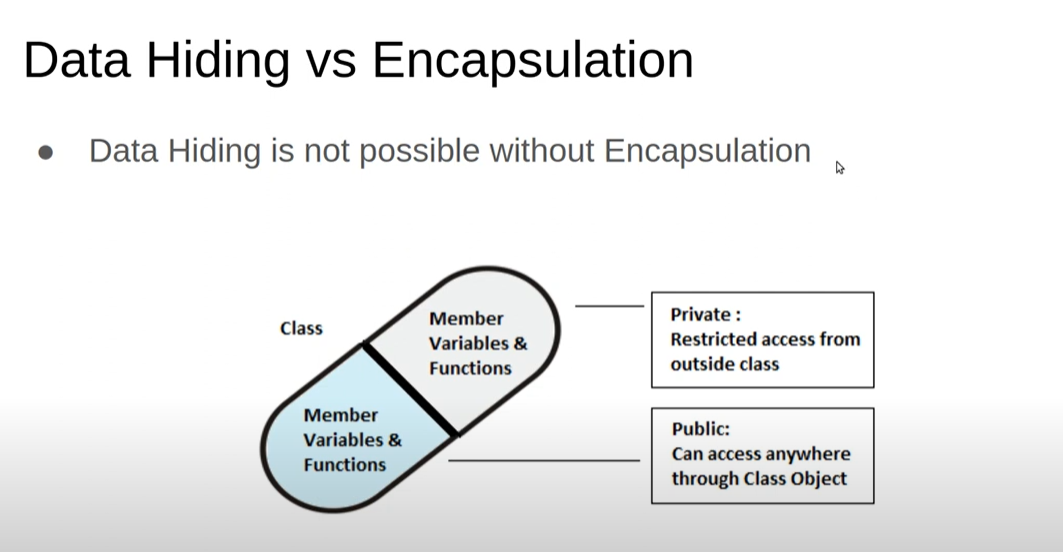 Data Hiding vs Encapsulation
● Data Hiding is not possible without Encapsulation
Class
Member
Variables &
Functions
Member
Variables &
Functions
Private :
Restricted access from
outside class
Public:
Can access anywhere
through Class Object